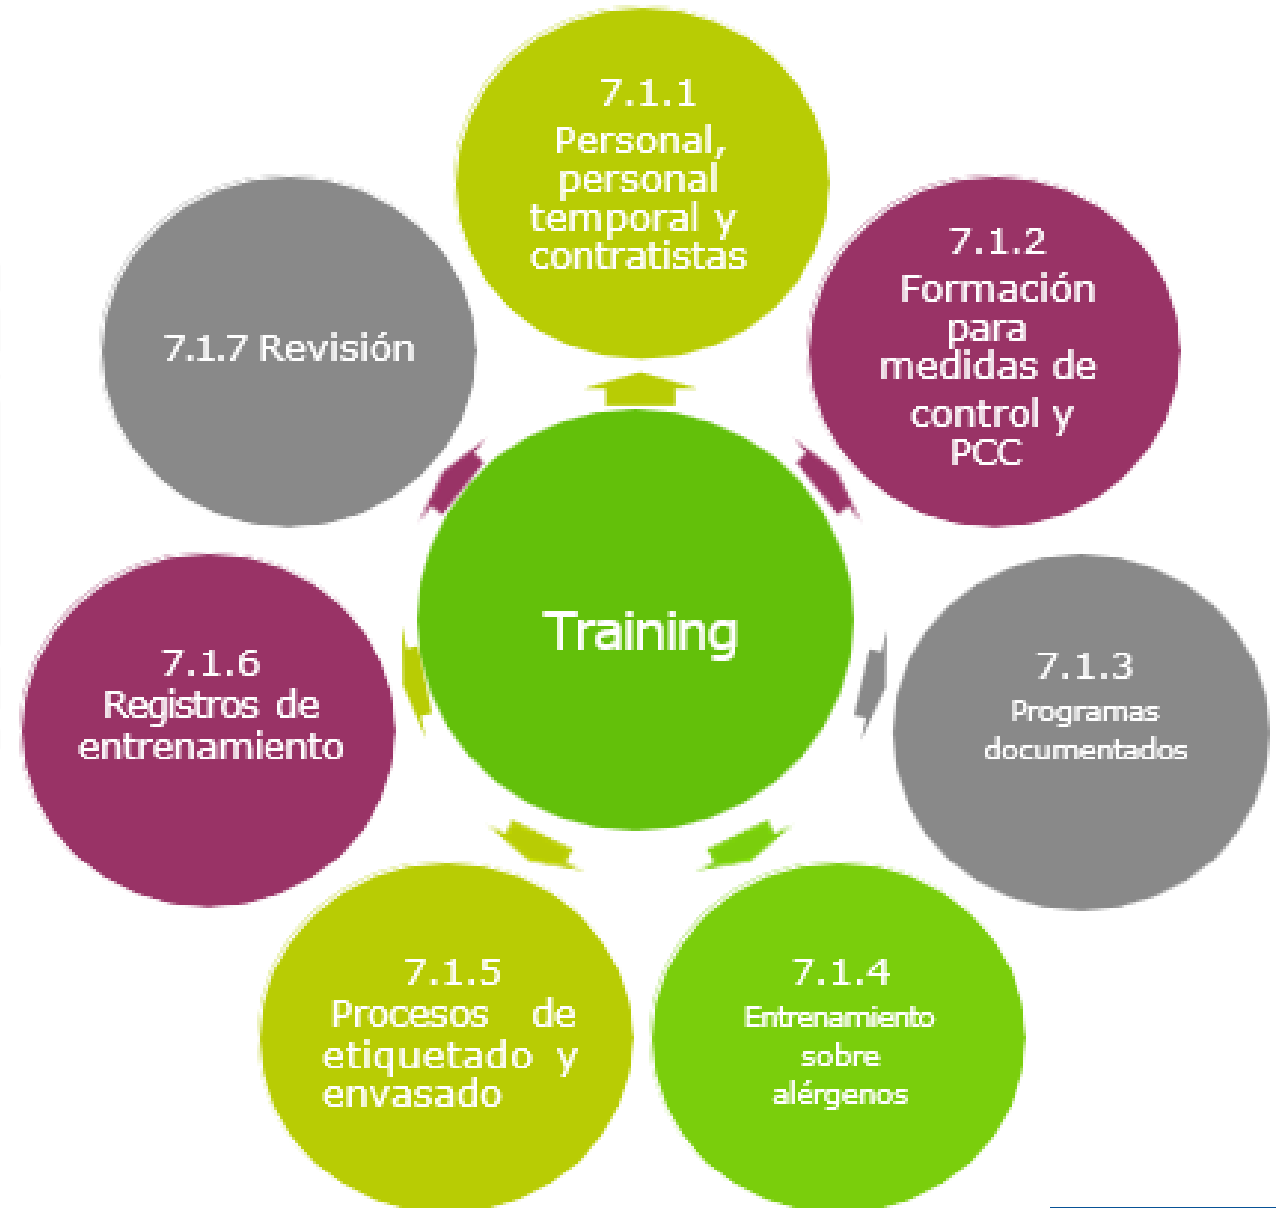 7.1.1
Personal,
personal
temporal y
contratistas
7.1.2
Formación
para
medidas de
control y
PCC
7.1.3
Programas
documentados
7.1.4
Entrenamiento
sobre
alérgenos
7.1.5
Procesos de
etiquetado y
envasado
7.1.6
Registros de
entrenamiento
7.1.7 Revisión
Training